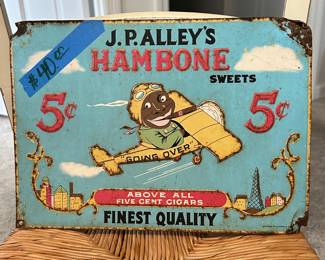 $40.00
J.P. ALLEY'S
HAMBONE
SWEETS
5¢
5¢
"GOING OVER"
ABOVE ALL
FIVE CENT CIGARS
FINEST QUALITY